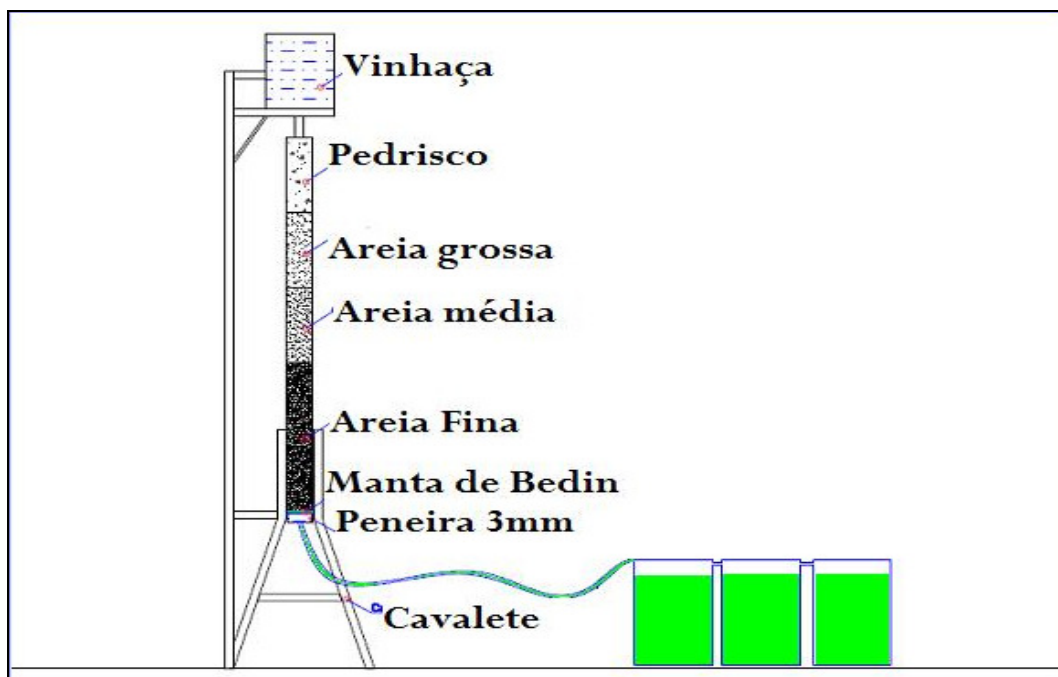 Vinhaça
Pedrisco
Areia grossa
Areia média
Areia Fina
Manta de Bedin
Peneira 3mm
Cavalete